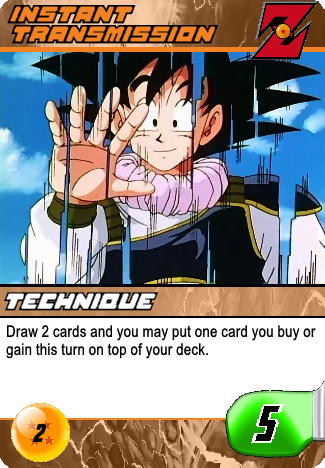 INSTANT
TRANSMISSION
Z
TECHNIQUE
Draw 2 cards and you may put one card you buy or
gain this turn on top of your deck.
2
5